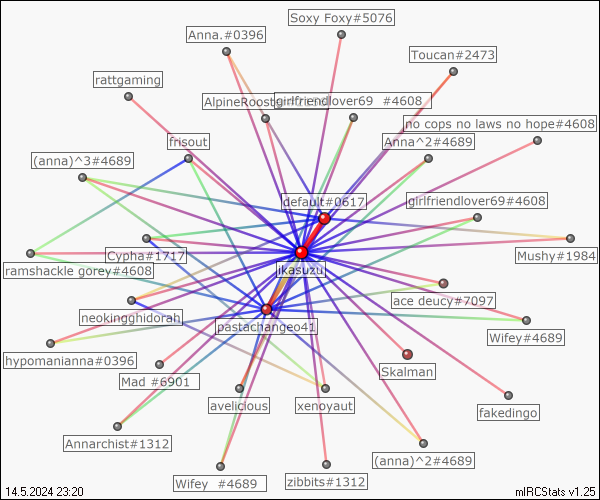 Soxy Foxy#5076
Anna.#0396
Toucan#2473
rattgaming
girlfriendlover69 #4608
no cops no laws no hope#4608
frisout
Anna^2#4689
(anna)^3#4689
default#0617
girlfriendlover69#4608
Cypha#1717
Mushy#1984
ramshackle gorey#4608
jkasuzu
ace deucy#7097
neokingghidorah
pastachangeo41
Wifey#4689
hypomanianna#0396
Skalman
Mad #6901
avelicious
xenoyaut
fakedingo
Annarchist#1312
(anna)^2#4689
Wifey #4689
zibbits#1312
14.5.2024 23:20
mIRCStats v1.25